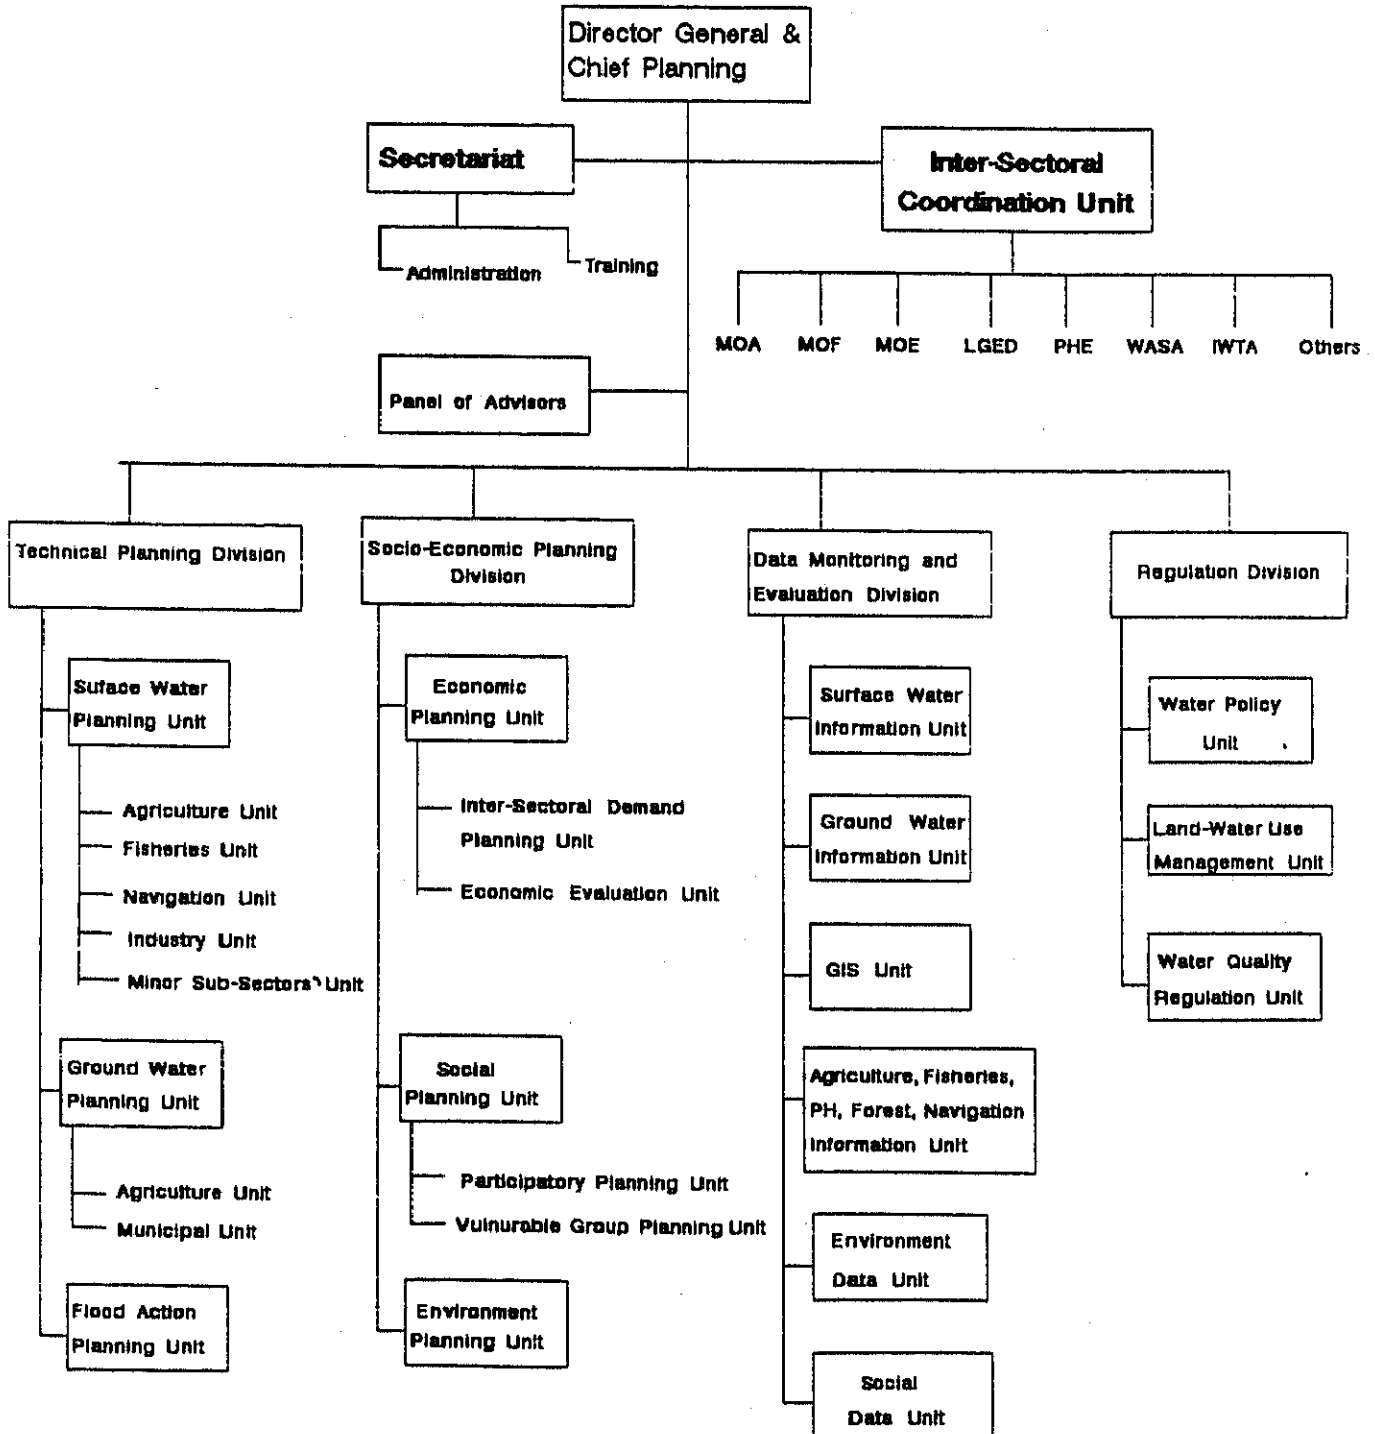 Director General &
Chief Planning
Secretariat
Inter-Sectoral
Coordination Unit
Administration
Training
MOA
MOF
MOE
LGED
PHE
WASA
IWTA
Others
Panel of Advisors
Technical Planning Division
Socio-Economic Planning
Division
Data Monitoring and
Evaluation Division
Regulation Division
Suface Water
Planning Unit
Agriculture Unit
Fisheries Unit
Navigation Unit
Industry Unit
Minor Sub-Sectors' Unit
Ground Water
Planning Unit
Agriculture Unit
Municipal Unit
Flood Action
Planning Unit
Economic
Planning Unit
Inter-Sectoral Demand
Planning Unit
Economic Evaluation Unit
Social
Planning Unit
Participatory Planning Unit
Vulnurable Group Planning Unit
Environment
Planning Unit
Surface Water
Information Unit
Ground Water
Information Unit
GIS Unit
Agriculture, Fisheries,
PH, Forest, Navigation
Information Unit
Environment
Data Unit
Social
Data Unit
Water Policy
Unit
Land-Water Use
Management Unit
Water Quality
Regulation Unit